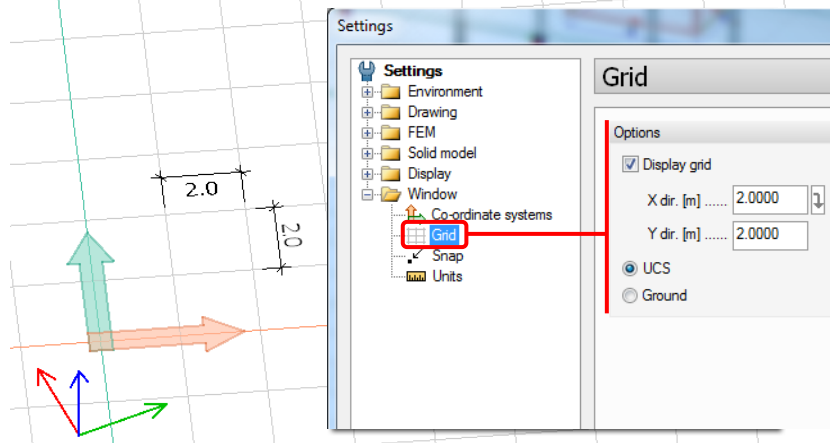 Settings
Settings
Environment
Drawing
FEM
Solid model
Display
Window
Co-ordinate systems
Grid
Snap
Units
Grid
Options
Display grid
X dir. [m] ...... 2.0000
Y dir. [m] ...... 2.0000
UCS
Ground
2.0
2.0